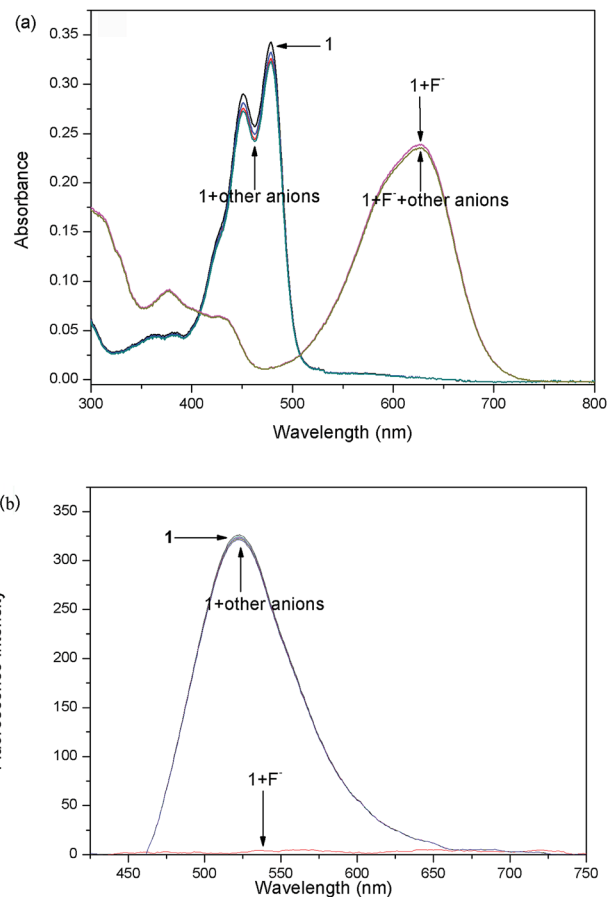 (a)
0.35
1
0.30
1+F⁻
0.25
1+other anions
1+F⁻+other anions
0.20
Absorbance
0.15
0.10
0.05
0.00
300 400 500 600 700 800
Wavelength (nm)
(b)
350
1
300
1+other anions
250
200
150
100
1+F⁻
50
0
450 500 550 600 650 700 750
Wavelength (nm)